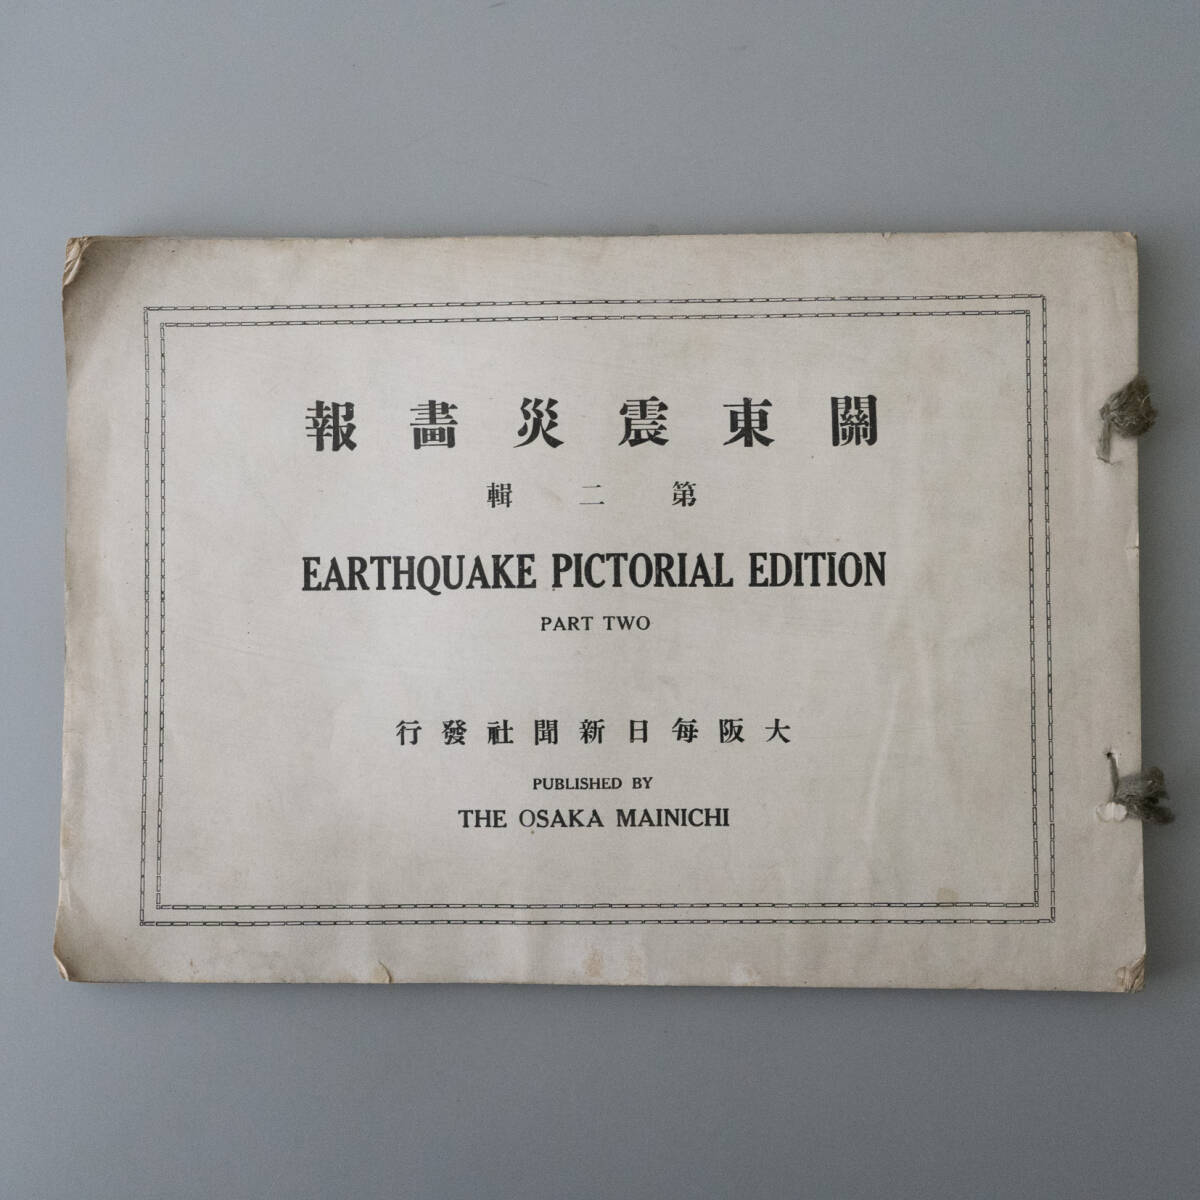 關東震災畫報
第二輯
EARTHQUAKE PICTORIAL EDITION
PART TWO
大阪每日新聞社發行
PUBLISHED BY
THE OSAKA MAINICHI